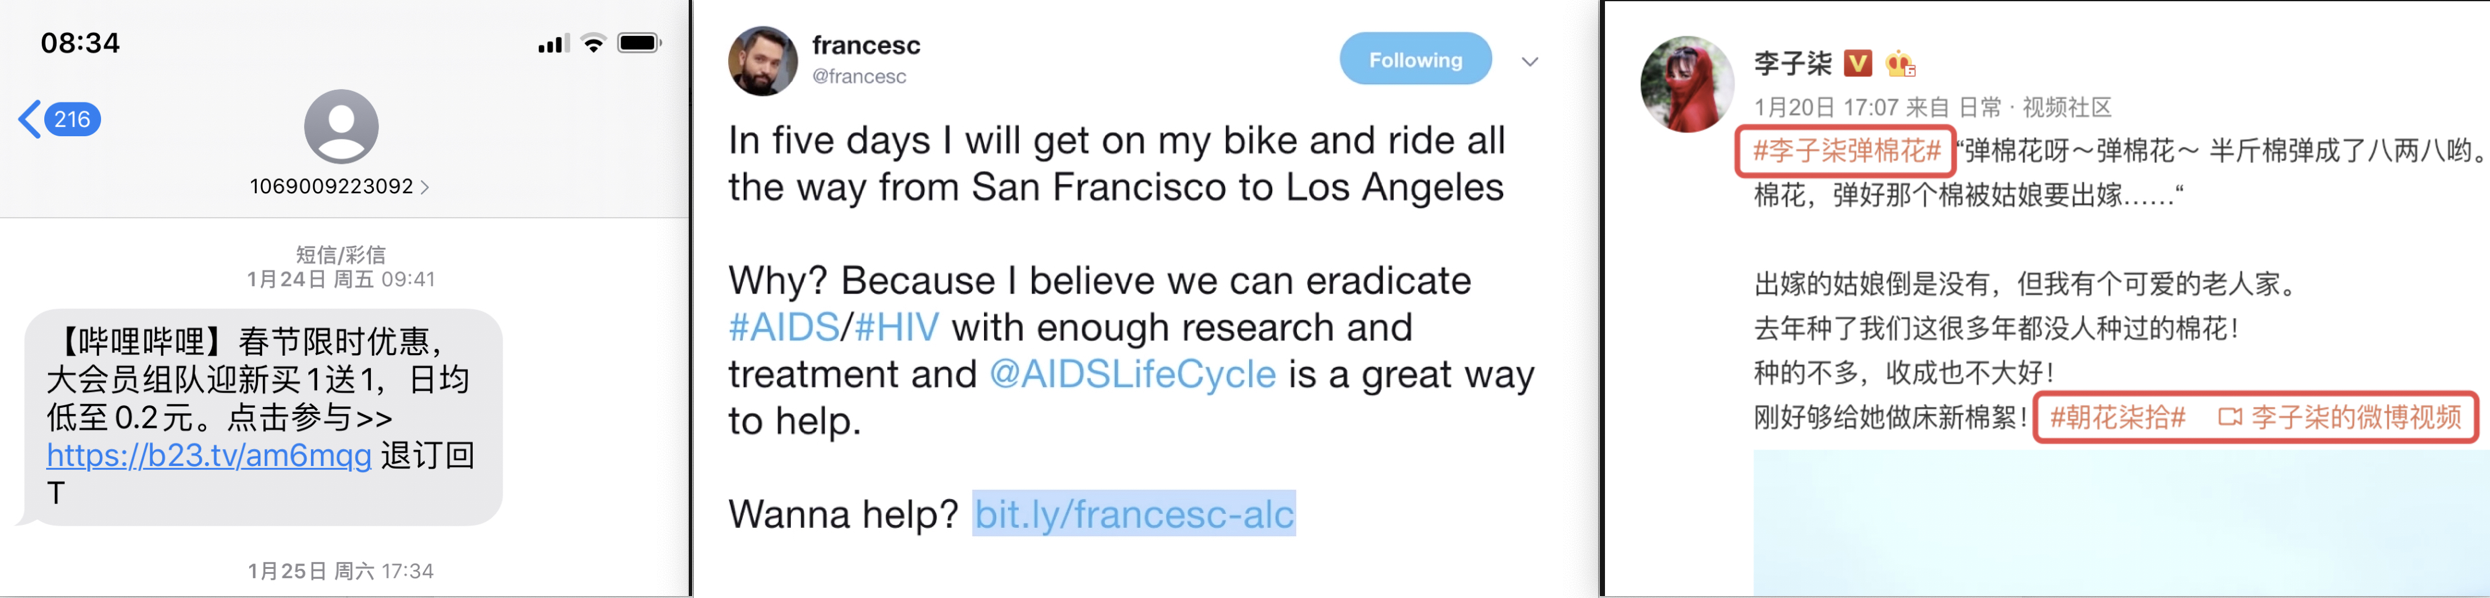 08:34
216
1069009223092 >
短信/彩信
1月24日 周五 09:41
【哔哩哔哩】春节限时优惠，
大会员组队迎新买1送1，日均
低至0.2元。点击参与>>
https://b23.tv/am6mqg 退订回
T
1月25日 周六 17:34
francesc
@francesc
Following
In five days I will get on my bike and ride all
the way from San Francisco to Los Angeles
Why? Because I believe we can eradicate
#AIDS/#HIV with enough research and
treatment and @AIDSLifeCycle is a great way
to help.
Wanna help? bit.ly/francesc-alc
李子柒 V 6
1月20日 17:07 来自 日常 · 视频社区
#李子柒弹棉花# “弹棉花呀～弹棉花～ 半斤棉弹成了八两八哟。
棉花，弹好那个棉被姑娘要出嫁……“
出嫁的姑娘倒是没有，但我有个可爱的老人家。
去年种了我们这很多年都没人种过的棉花！
种的不多，收成也不大好！
刚好够给她做床新棉絮！#朝花柒拾# 李子柒的微博视频